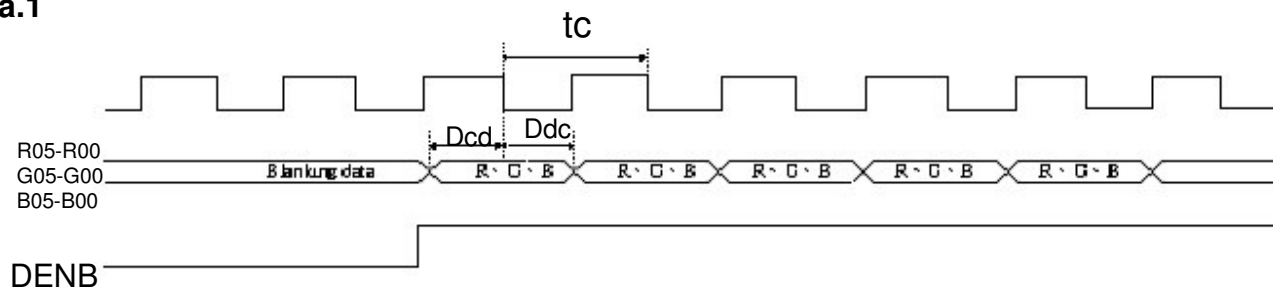 a.1
tc
Dcd Ddc
R05-R00
G05-G00
B05-B00
Blankung data R、G、B R、G、B R、G、B R、G、B R、G、B
DENB